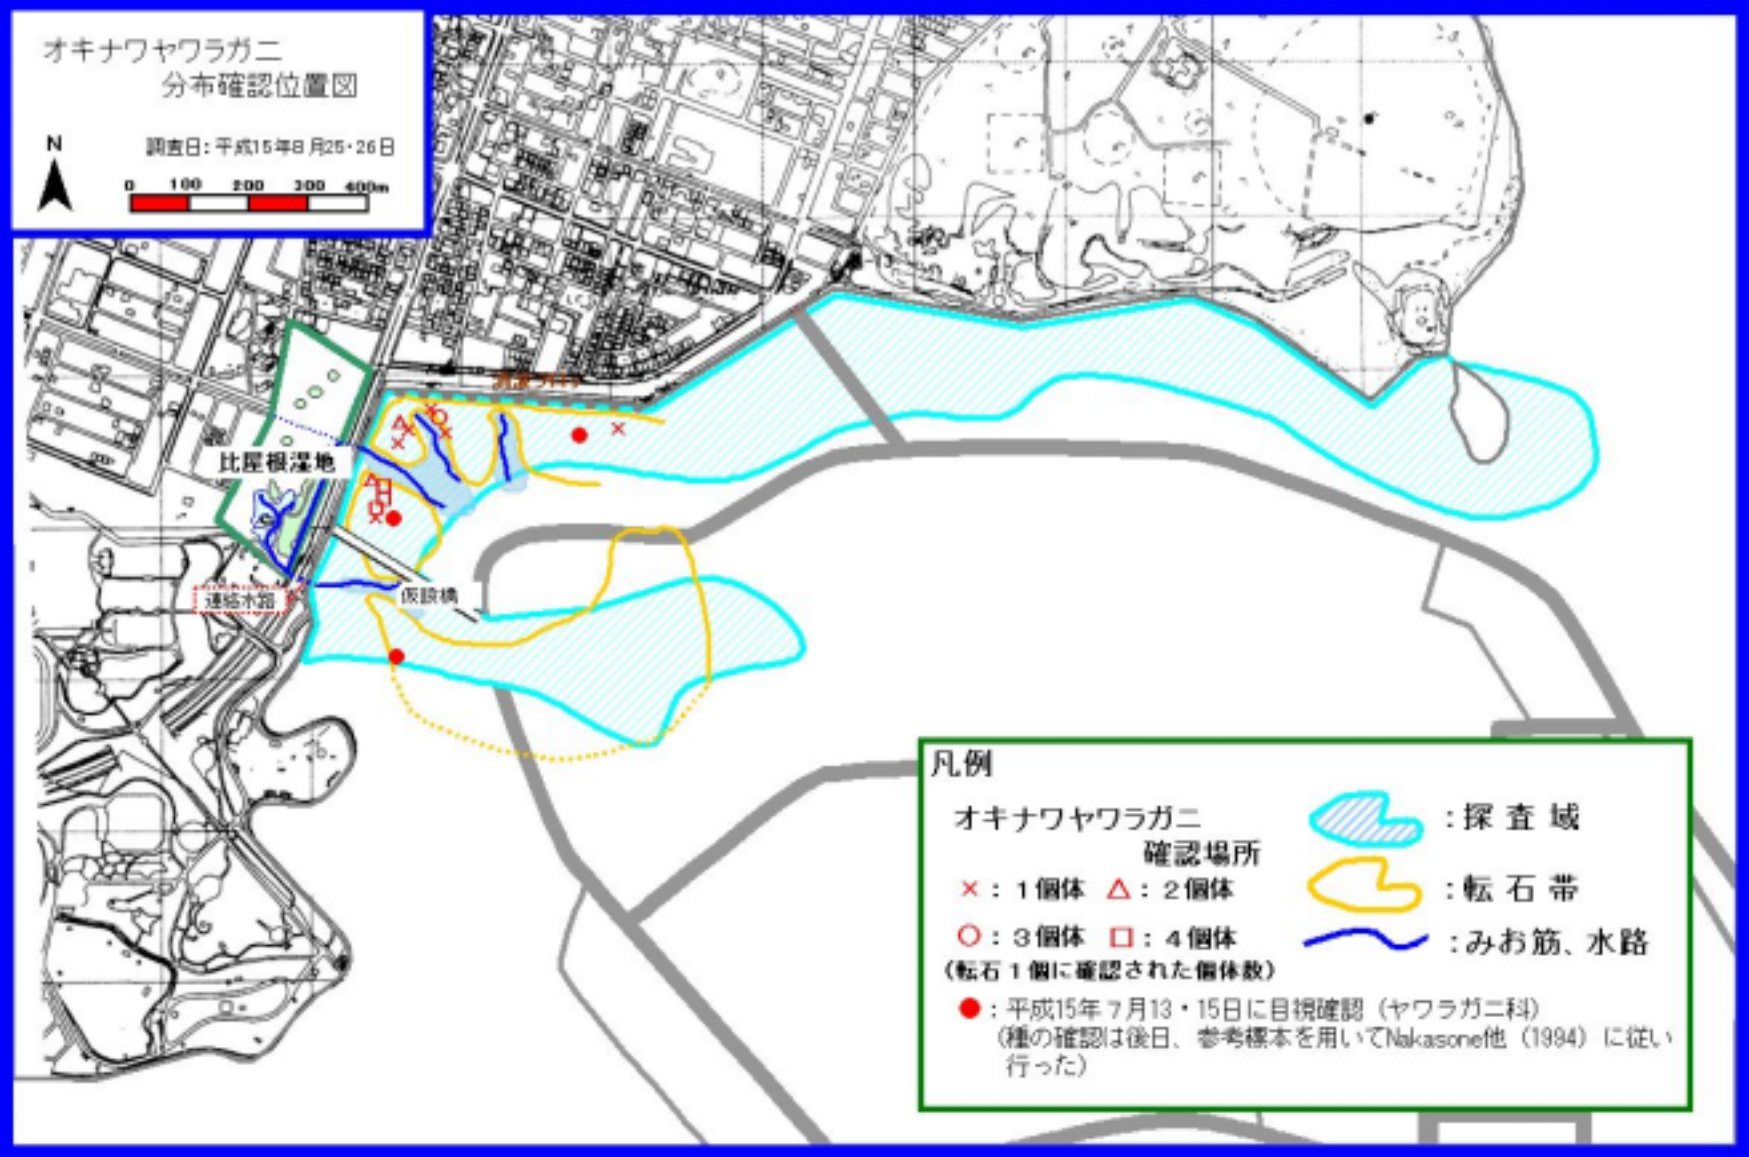 オキナワヤワラガニ
分布確認位置図
N
調査日：平成15年8月25・26日
0 100 200 300 400m
比屋根湿地
連絡水路
仮設橋
凡例
オキナワヤワラガニ
確認場所
×：1個体 △：2個体
○：3個体 □：4個体
（転石1個に確認された個体数）
●：平成15年7月13・15日に目視確認（ヤワラガニ科）
（種の確認は後日、参考標本を用いてNakasone他（1994）に従い
行った）
：探査域
：転石帯
：みお筋、水路